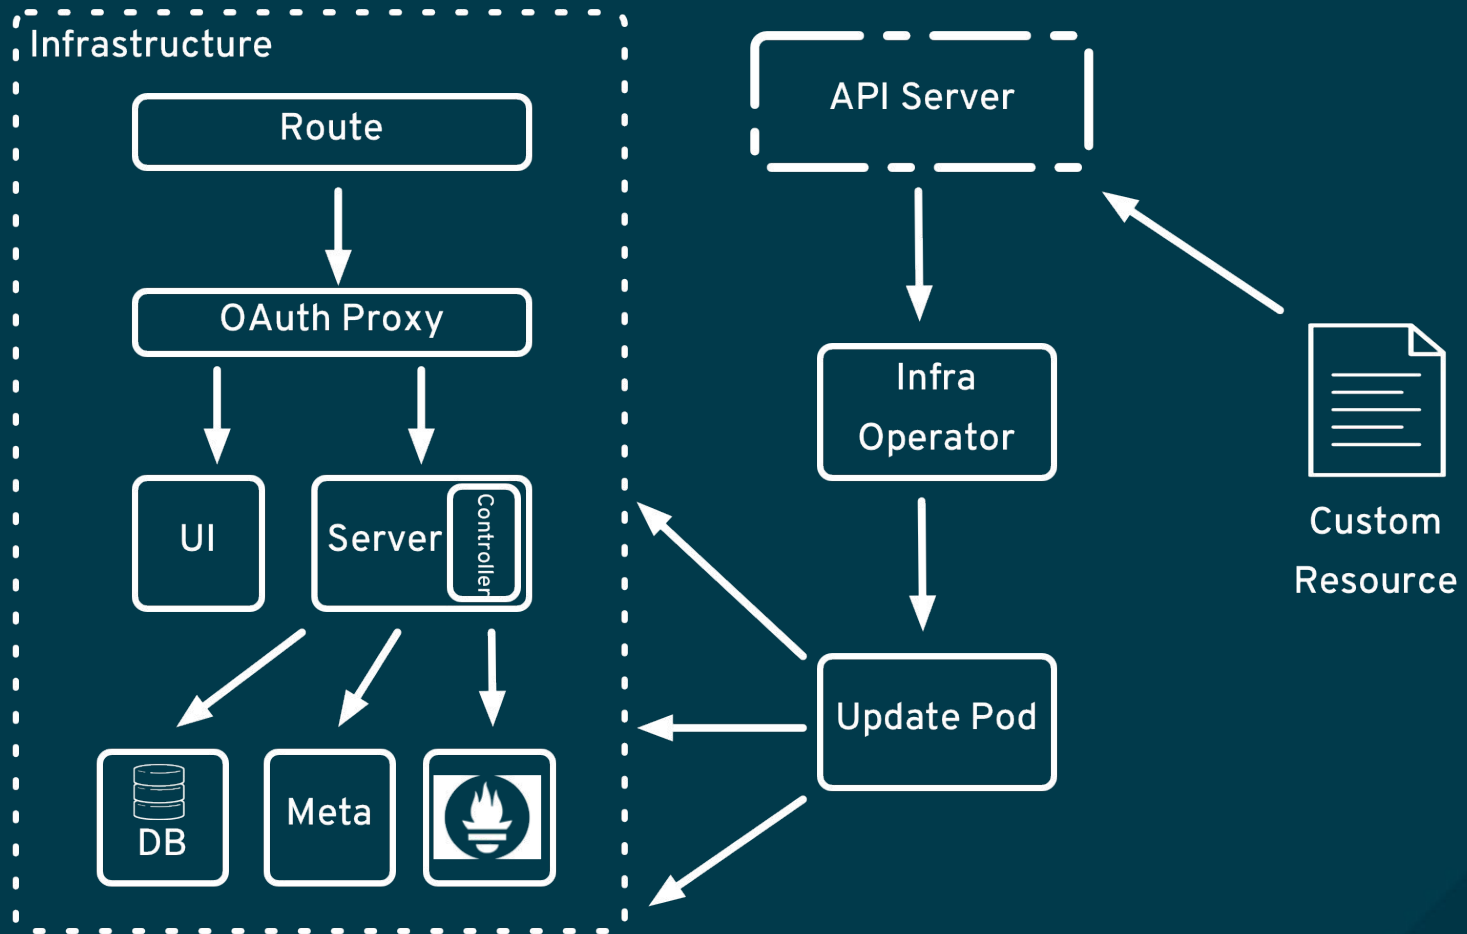 Infrastructure
Route
OAuth Proxy
UI
Server
Controller
DB
Meta
API Server
Infra
Operator
Update Pod
Custom
Resource